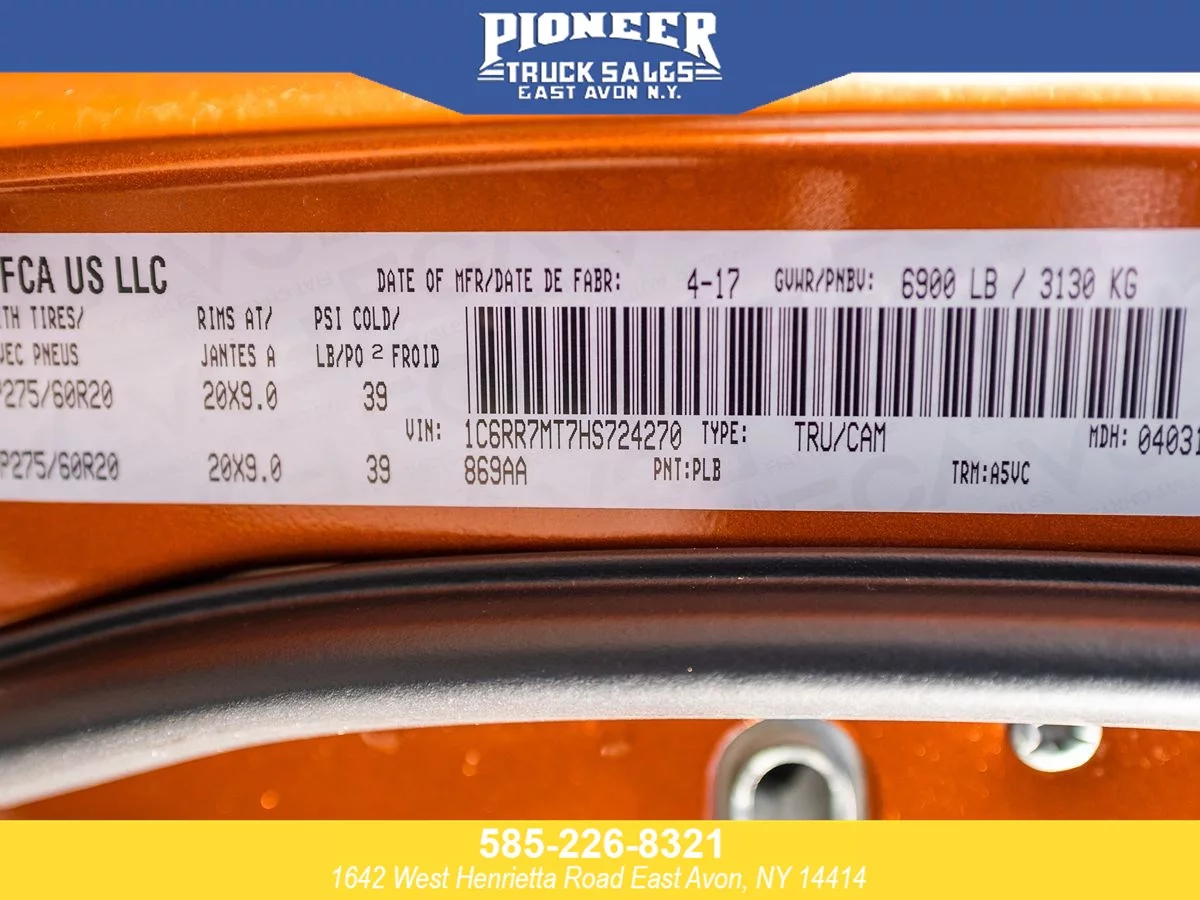 PIONEER
TRUCK SALES
EAST AVON N.Y.
FCA US LLC
DATE OF MFR/DATE DE FABR: 4-17 GVWR/PNBV: 6900 LB / 3130 KG
TH TIRES/ RIMS AT/ PSI COLD/
VEC PNEUS JANTES A LB/PO 2 FROID
P275/60R20 20X9.0 39
VIN: 1C6RR7MT7HS724270 TYPE: TRU/CAM MDH: 04031
P275/60R20 20X9.0 39 869AA PNT:PLB TRM:A5VC
585-226-8321
1642 West Henrietta Road East Avon, NY 14414